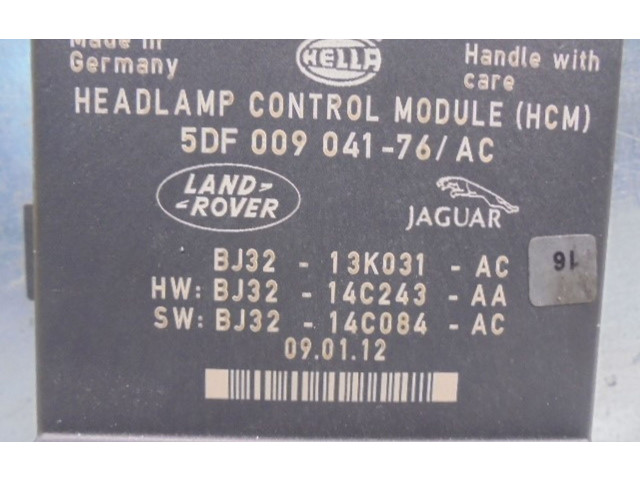 Made in
Germany
HELLA
Handle with
care
HEADLAMP CONTROL MODULE (HCM)
5DF 009 041-76/AC
LAND
ROVER
JAGUAR
BJ32 - 13K031 - AC
HW: BJ32 - 14C243 - AA
SW: BJ32 - 14C084 - AC
09.01.12
16